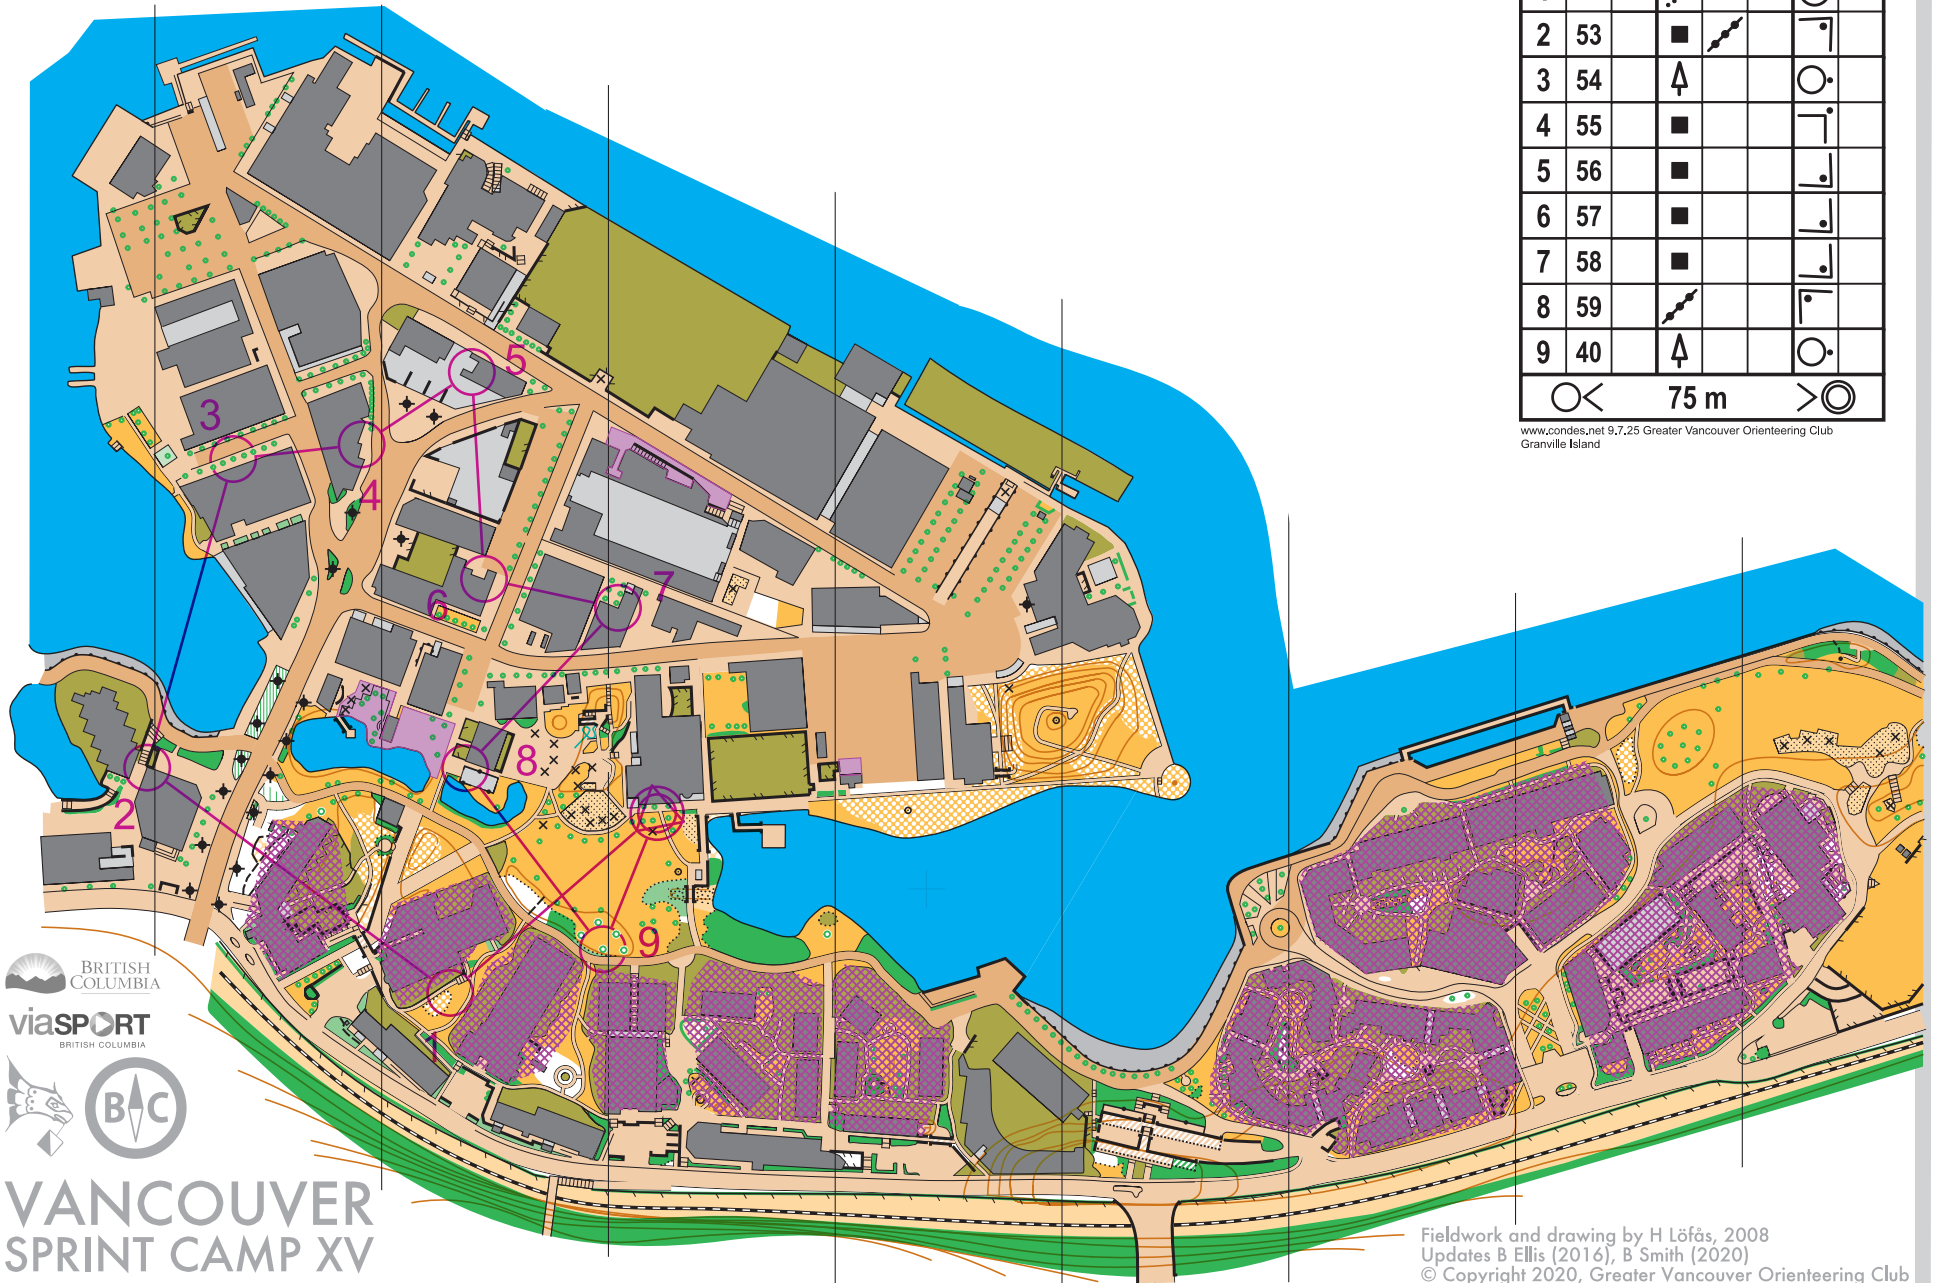 2 53
3 54
4 55
5 56
6 57
7 58
8 59
9 40
75 m
www.condes.net 9.7.25 Greater Vancouver Orienteering Club
Granville Island
5
3
4
7
6
8
2
9
1
BRITISH
COLUMBIA
viaSPORT
BRITISH COLUMBIA
BC
VANCOUVER
SPRINT CAMP XV
Fieldwork and drawing by H Löfås, 2008
Updates B Ellis (2016), B Smith (2020)
© Copyright 2020, Greater Vancouver Orienteering Club